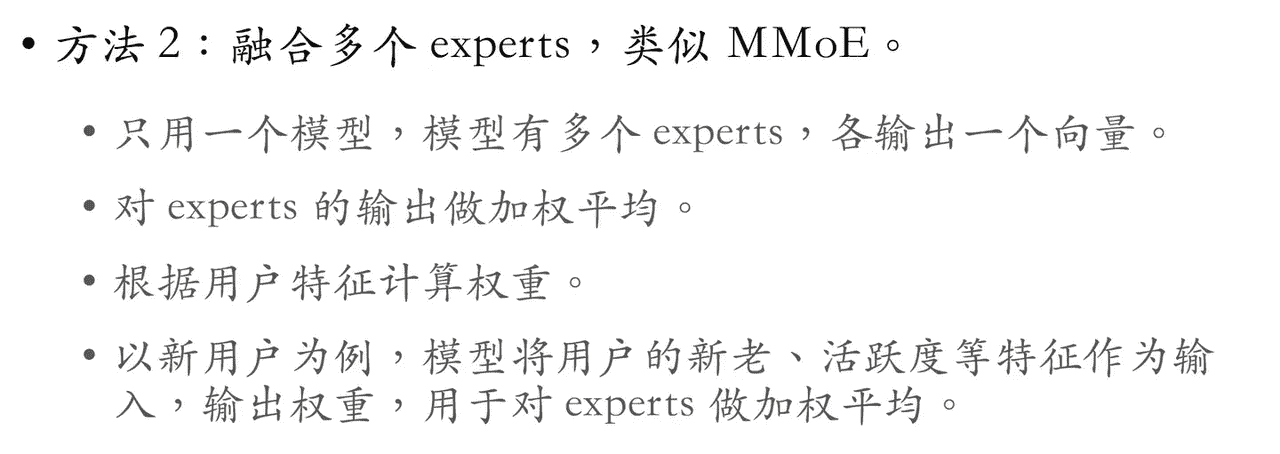 • 方法 2：融合多个 experts，类似 MMoE。
• 只用一个模型，模型有多个 experts，各输出一个向量。
• 对 experts 的输出做加权平均。
• 根据用户特征计算权重。
• 以新用户为例，模型将用户的新老、活跃度等特征作为输
入，输出权重，用于对 experts 做加权平均。